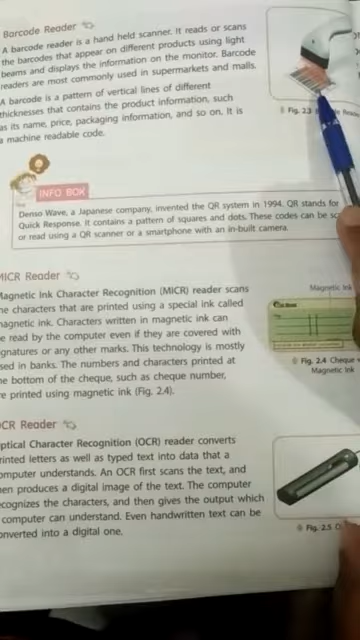 Barcode Reader
A barcode reader is a hand held scanner. It reads or scans
the barcodes that appear on different products using light
beams and displays the information on the monitor. Barcode
readers are most commonly used in supermarkets and malls.
A barcode is a pattern of vertical lines of different
thicknesses that contains the product information, such
as its name, price, packaging information, and so on. It is
a machine readable code.
Fig. 2.3
INFO BOX
Denso Wave, a Japanese company, invented the QR system in 1994. QR stands for
Quick Response. It contains a pattern of squares and dots. These codes can be
or read using a QR scanner or a smartphone with an in-built camera.
MICR Reader
Magnetic Ink Character Recognition (MICR) reader scans
he characters that are printed using a special ink called
magnetic ink. Characters written in magnetic ink can
e read by the computer even if they are covered with
gnatures or any other marks. This technology is mostly
sed in banks. The numbers and characters printed at
he bottom of the cheque, such as cheque number,
re printed using magnetic ink (Fig. 2.4).
Magnetic Ink
Fig. 2.4 Cheque
Magnetic Ink
OCR Reader
ptical Character Recognition (OCR) reader converts
rinted letters as well as typed text into data that a
omputer understands. An OCR first scans the text, and
en produces a digital image of the text. The computer
ecognizes the characters, and then gives the output which
computer can understand. Even handwritten text can be
onverted into a digital one.
Fig. 2.5